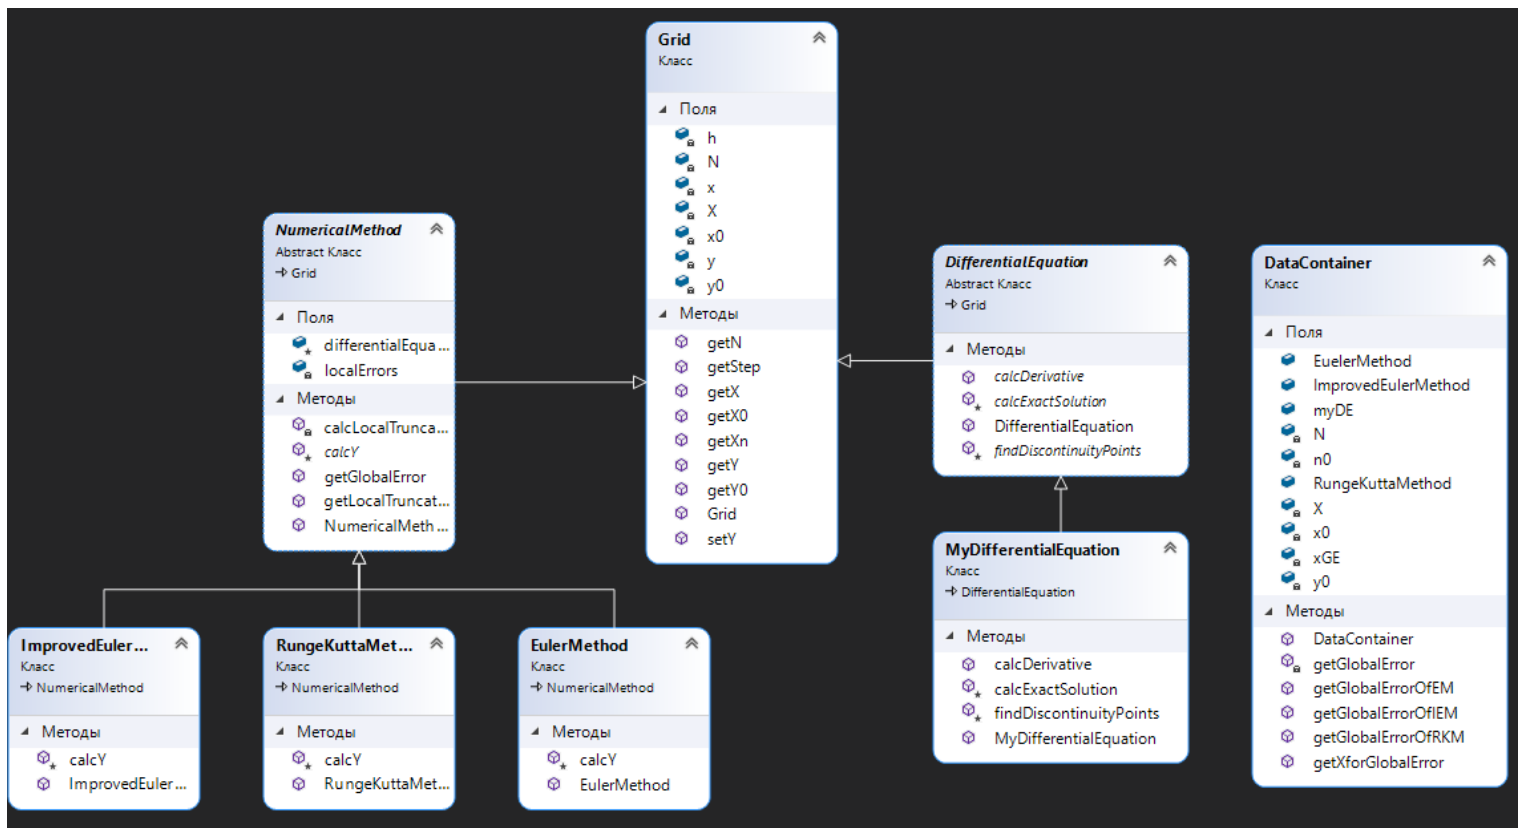 Grid
Класс
Поля
h
N
x
X
x0
y
y0
Методы
getN
getStep
getX
getX0
getXn
getY
getY0
Grid
setY
NumericalMethod
Abstract Класс
Grid
Поля
differentialEqua...
localErrors
Методы
calcLocalTrunca...
calcY
getGlobalError
getLocalTruncat...
NumericalMeth...
DifferentialEquation
Abstract Класс
Grid
Методы
calcDerivative
calcExactSolution
DifferentialEquation
findDiscontinuityPoints
DataContainer
Класс
Поля
EuelerMethod
ImprovedEulerMethod
myDE
N
n0
RungeKuttaMethod
X
x0
xGE
y0
Методы
DataContainer
getGlobalError
getGlobalErrorOfEM
getGlobalErrorOfIEM
getGlobalErrorOfRKM
getXforGlobalError
MyDifferentialEquation
Класс
DifferentialEquation
Методы
calcDerivative
calcExactSolution
findDiscontinuityPoints
MyDifferentialEquation
ImprovedEuler...
Класс
NumericalMethod
Методы
calcY
ImprovedEuler...
RungeKuttaMet...
Класс
NumericalMethod
Методы
calcY
RungeKuttaMet...
EulerMethod
Класс
NumericalMethod
Методы
calcY
EulerMethod